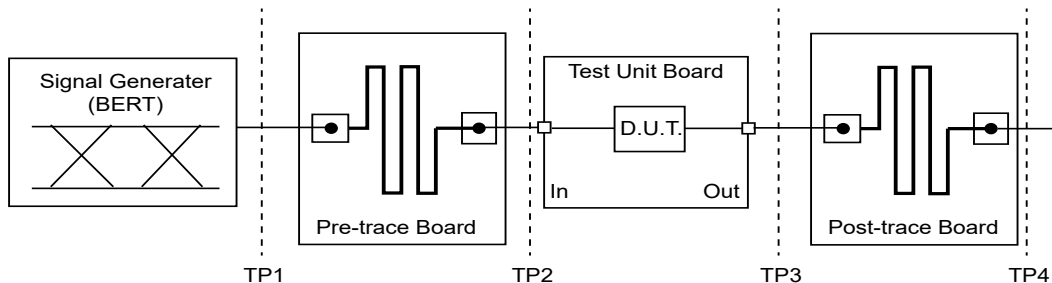 Signal Generater
(BERT)
Pre-trace Board
Test Unit Board
D.U.T.
In
Out
Post-trace Board
TP1
TP2
TP3
TP4